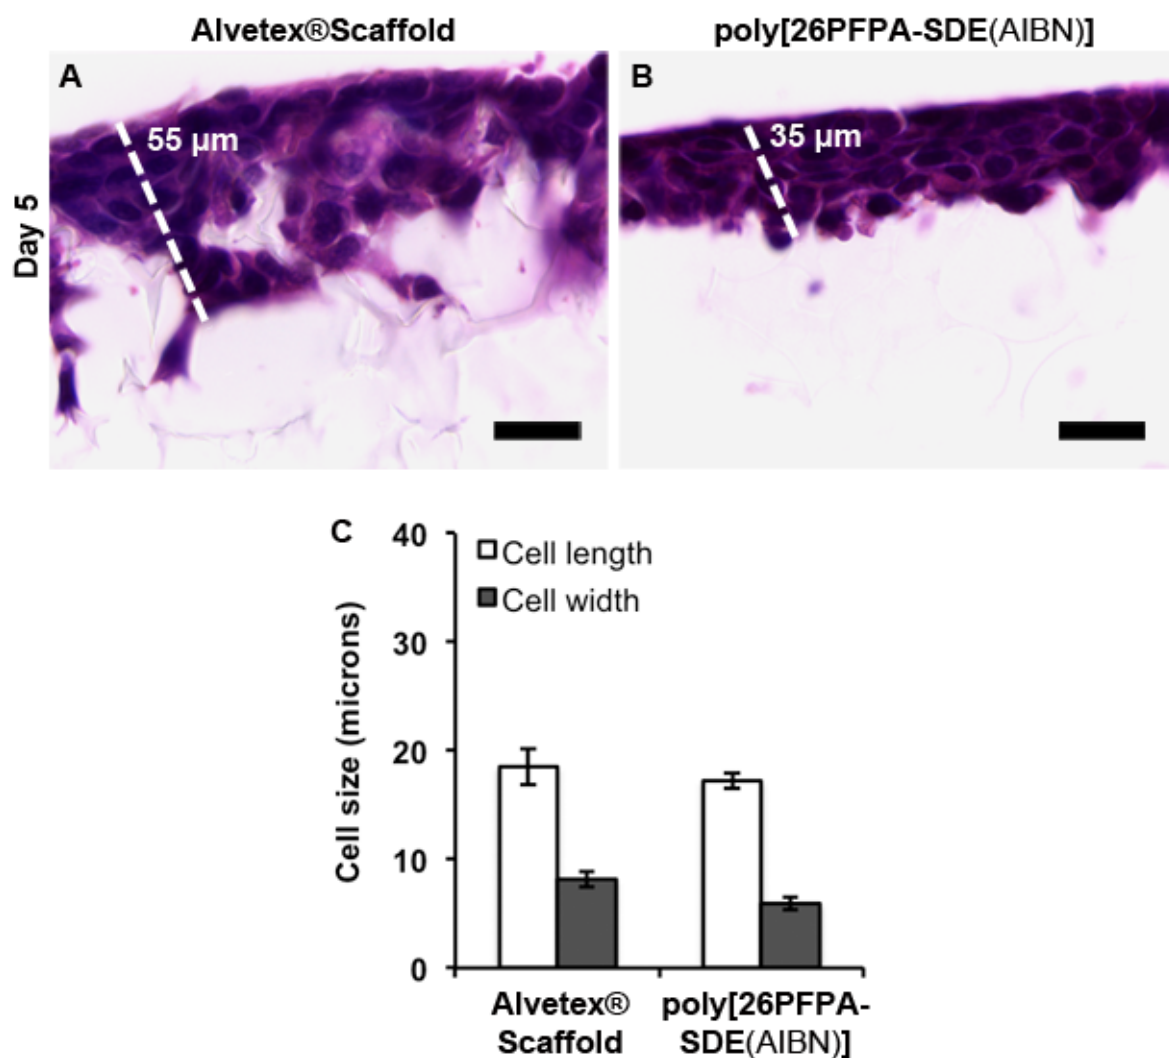 Alvetex®Scaffold
poly[26PFPA-SDE(AIBN)]
Day 5
A
55 µm
B
35 µm
C
Cell size (microns)
40
30
20
10
0
Cell length
Cell width
Alvetex®
Scaffold
poly[26PFPA-
SDE(AIBN)]